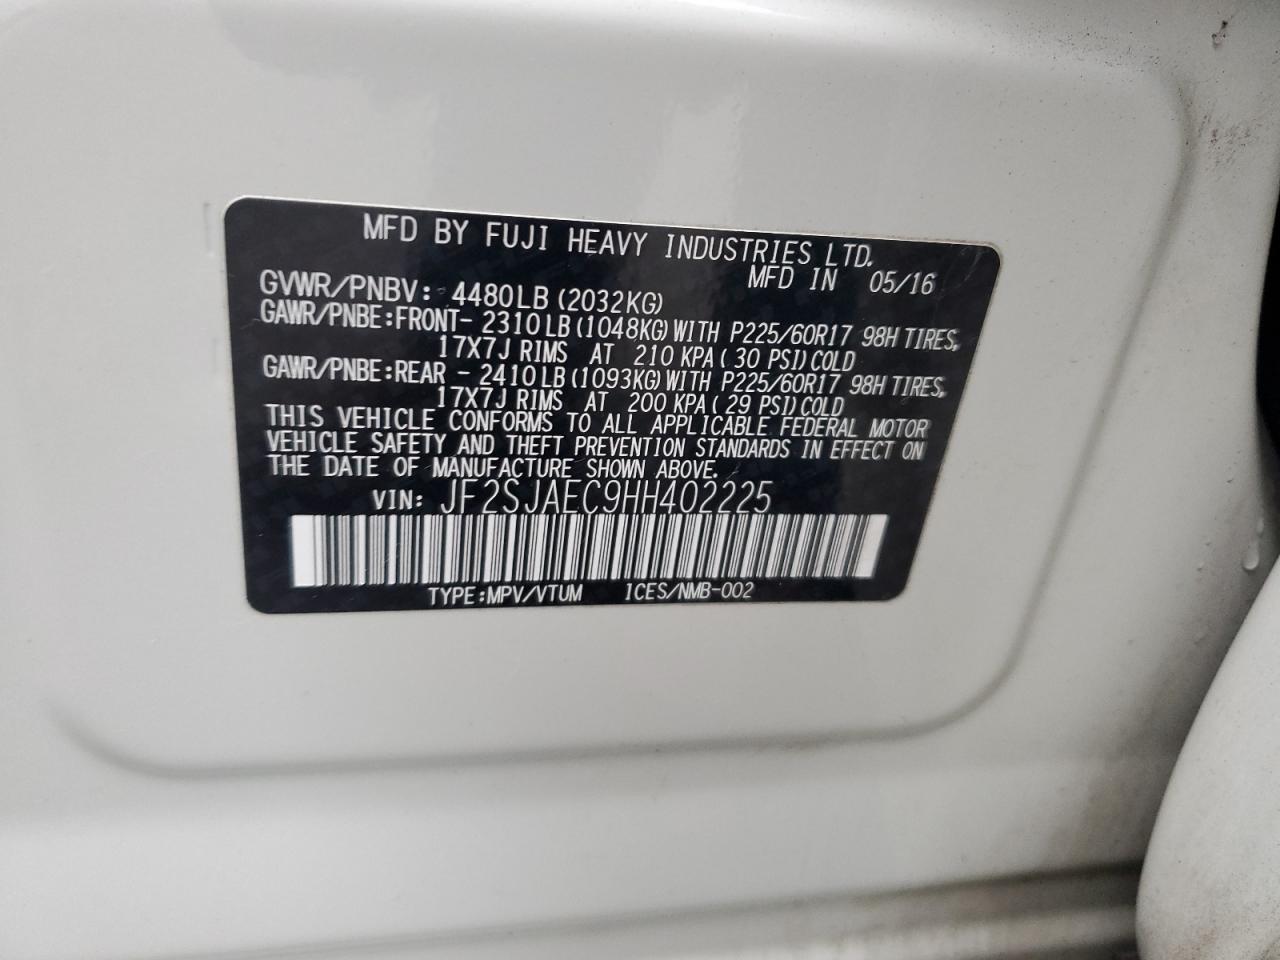 MFD BY FUJI HEAVY INDUSTRIES LTD.
MFD IN 05/16
GVWR/PNBV: 4480LB (2032KG)
GAWR/PNBE:FRONT- 2310LB (1048KG) WITH P225/60R17 98H TIRES,
17X7J RIMS AT 210 KPA ( 30 PSI) COLD
GAWR/PNBE:REAR - 2410LB (1093KG) WITH P225/60R17 98H TIRES,
17X7J RIMS AT 200 KPA ( 29 PSI) COLD
THIS VEHICLE CONFORMS TO ALL APPLICABLE FEDERAL MOTOR
VEHICLE SAFETY AND THEFT PREVENTION STANDARDS IN EFFECT ON
THE DATE OF MANUFACTURE SHOWN ABOVE.
VIN: JF2SJAEC9HH402225
TYPE:MPV/VTUM ICES/NMB-002